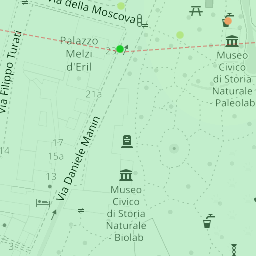 Via della Moscova
Palazzo
Melzi
d'Eril
Via Filippo Turati
21a
Museo
Civico
di Storia
Naturale
- Paleolab
Via Daniele Manin
17
15a
13
Museo
Civico
di Storia
Naturale
- Biolab